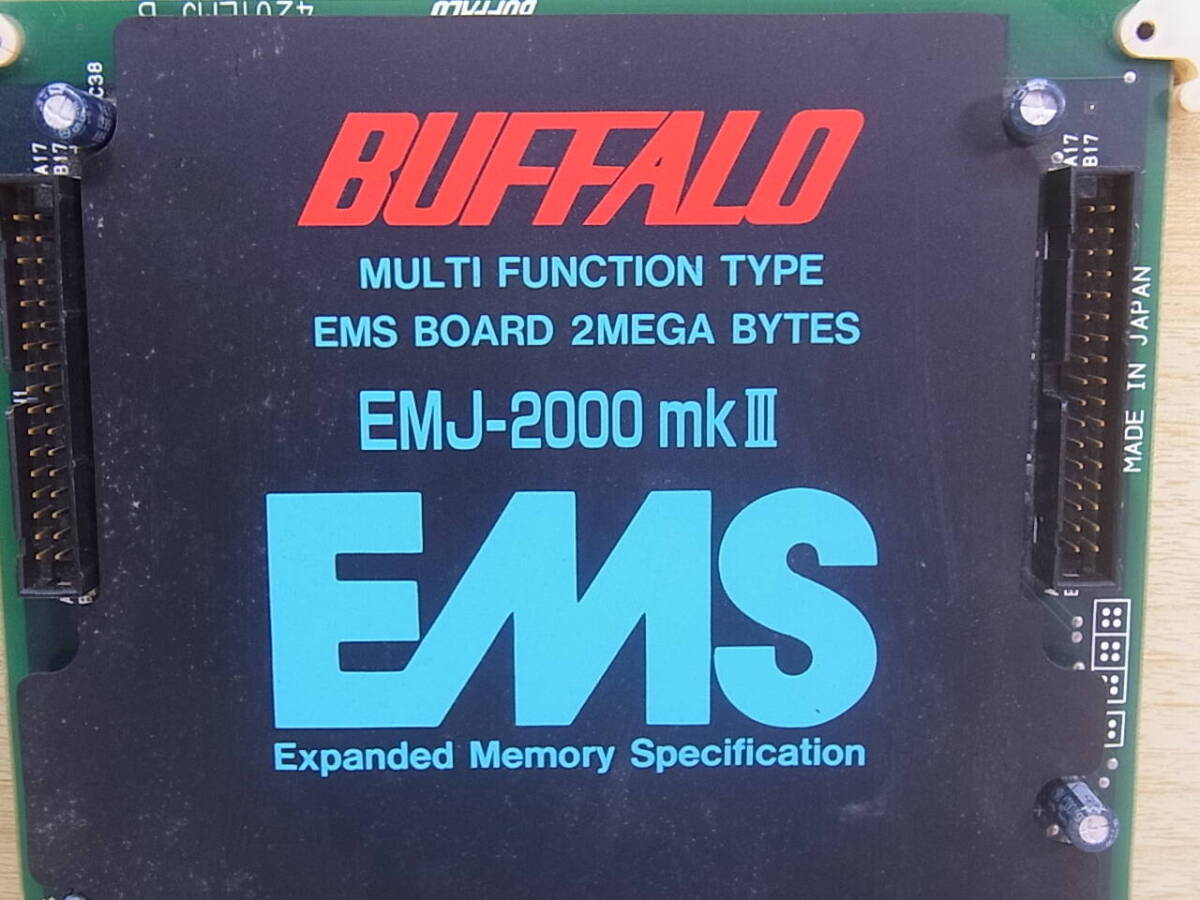 BUFFALO
C38
A17
B17
A17
B17
BUFFALO
MULTI FUNCTION TYPE
EMS BOARD 2MEGA BYTES
EMJ-2000 mkIII
EMS
Expanded Memory Specification
MADE IN JAPAN